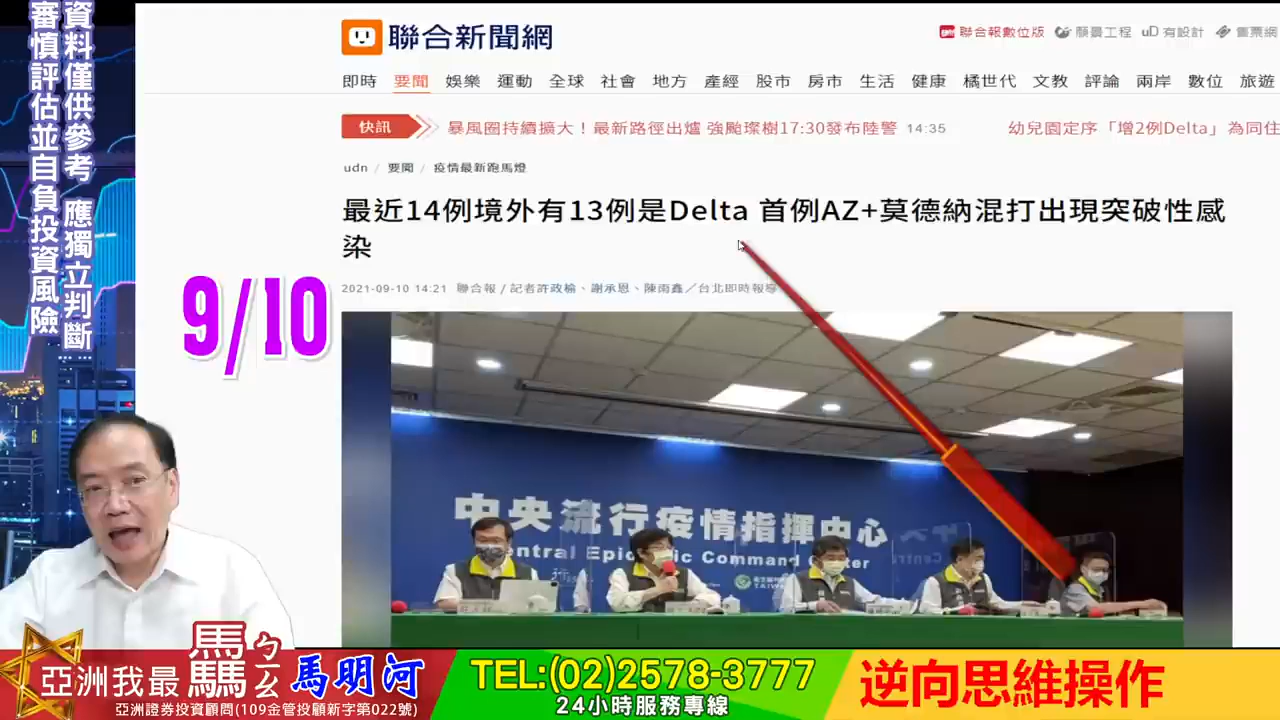 資料僅供參考 應獨立判斷
審慎評估並自負投資風險
9/10
聯合新聞網
聯合報數位版 願景工程 uD有設計 售票網
即時 要聞 娛樂 運動 全球 社會 地方 產經 股市 房市 生活 健康 橘世代 文教 評論 兩岸 數位 旅遊
快訊 暴風圈持續擴大！最新路徑出爐 強颱璨樹17:30發布陸警 14:35 幼兒園定序「增2例Delta」為同住
udn / 要聞 / 疫情最新跑馬燈
最近14例境外有13例是Delta 首例AZ+莫德納混打出現突破性感
染
2021-09-10 14:21 聯合報 / 記者許政榆、謝承恩、陳雨鑫／台北即時報導
中央流行疫情指揮中心
Central Epidemic Command Center
亞洲我最 馬驫 ㄅㄧㄠ 馬明河
亞洲證券投資顧問(109金管投顧新字第022號)
TEL:(02)2578-3777
24小時服務專線
逆向思維操作